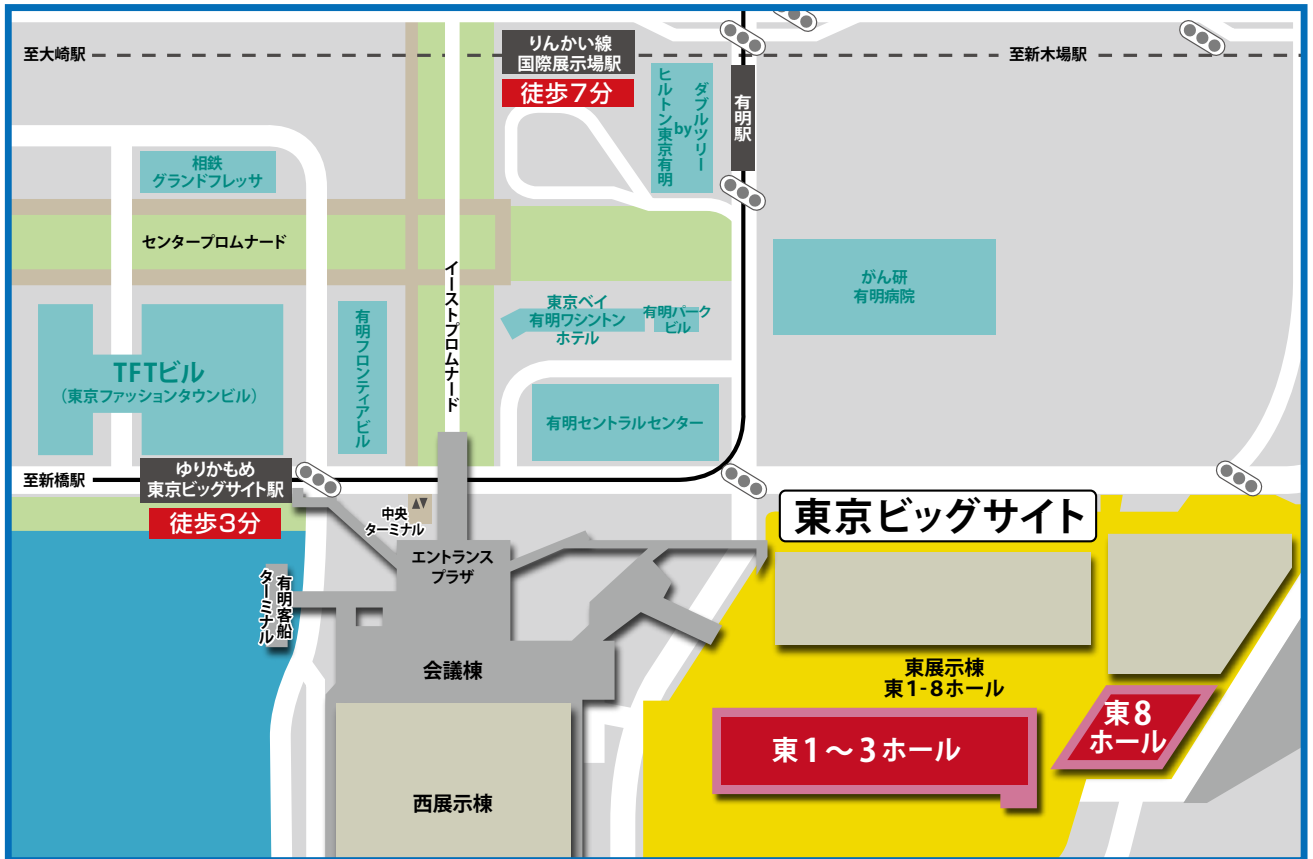 至大崎駅
りんかい線
国際展示場駅
徒歩7分
至新木場駅
ダブルツリー
by
ヒルトン東京有明
有明駅
相鉄
グランドフレッサ
センタープロムナード
イーストプロムナード
がん研
有明病院
東京ベイ
有明ワシントン
ホテル
有明パーク
ビル
有明フロンティアビル
TFTビル
(東京ファッションタウンビル)
有明セントラルセンター
至新橋駅
ゆりかもめ
東京ビッグサイト駅
徒歩3分
中央
ターミナル
東京ビッグサイト
エントランス
プラザ
有明客船
ターミナル
会議棟
東展示棟
東1-8ホール
東1〜3ホール
東8
ホール
西展示棟